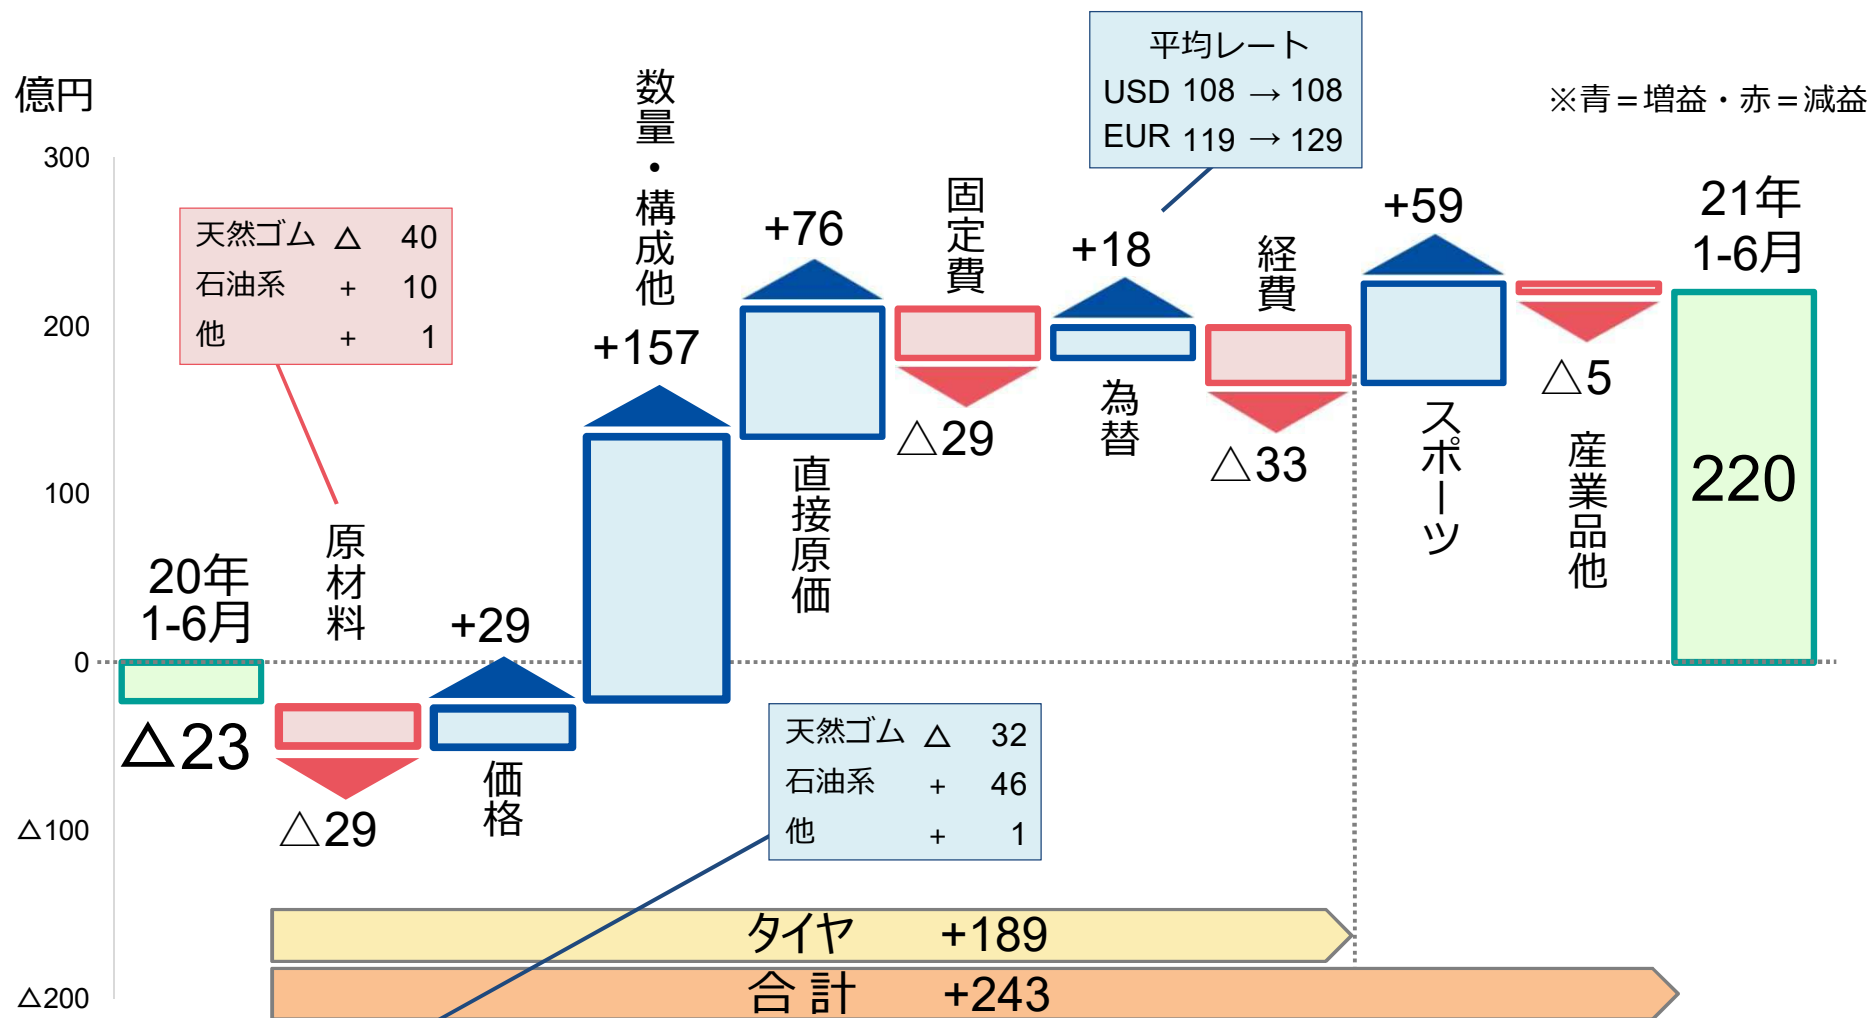 億円
※青＝増益・赤＝減益
300
200
100
0
△100
△200
平均レート
USD 108 → 108
EUR 119 → 129
天然ゴム △ 40
石油系 + 10
他 + 1
20年
1-6月
△23
原材料
△29
+29
価格
数量・構成他
+157
+76
直接原価
固定費
△29
+18
為替
経費
△33
+59
スポーツ
△5
産業品他
21年
1-6月
220
天然ゴム △ 32
石油系 + 46
他 + 1
タイヤ +189
合計 +243